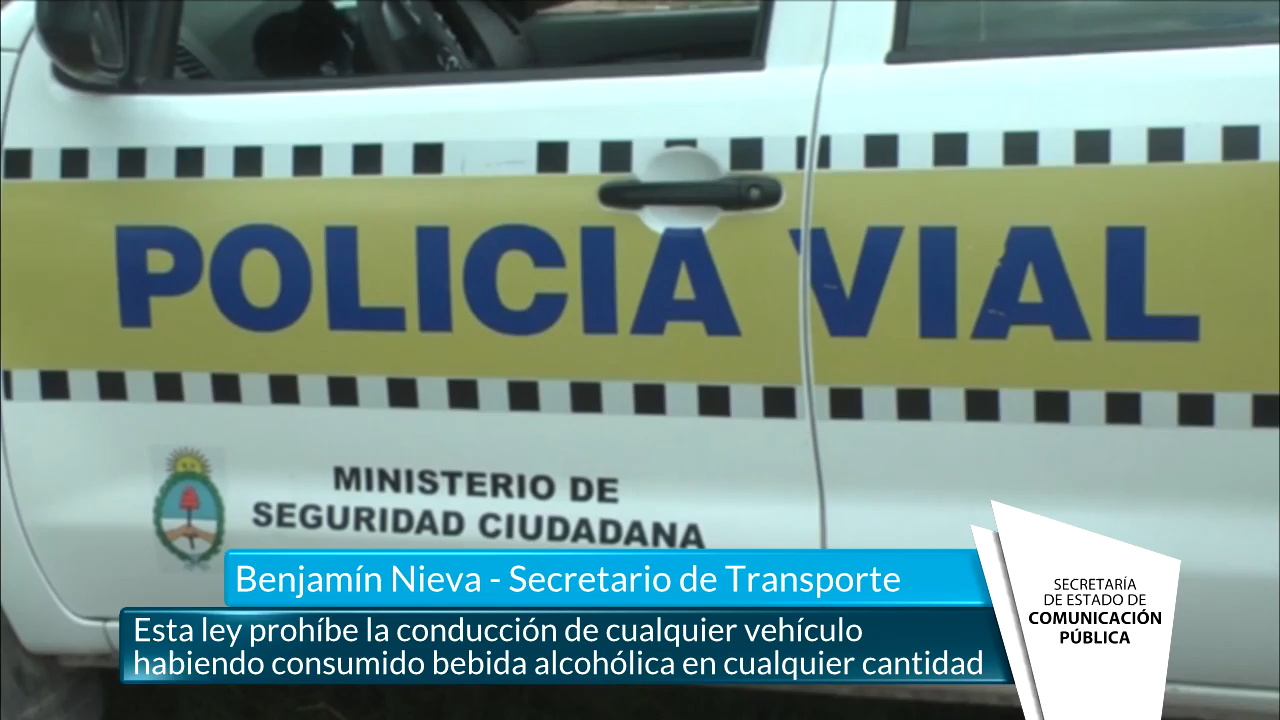 POLICIA VIAL
MINISTERIO DE
SEGURIDAD CIUDADANA
Benjamín Nieva - Secretario de Transporte
Esta ley prohíbe la conducción de cualquier vehículo
habiendo consumido bebida alcohólica en cualquier cantidad
SECRETARÍA
DE ESTADO DE
COMUNICACIÓN
PÚBLICA